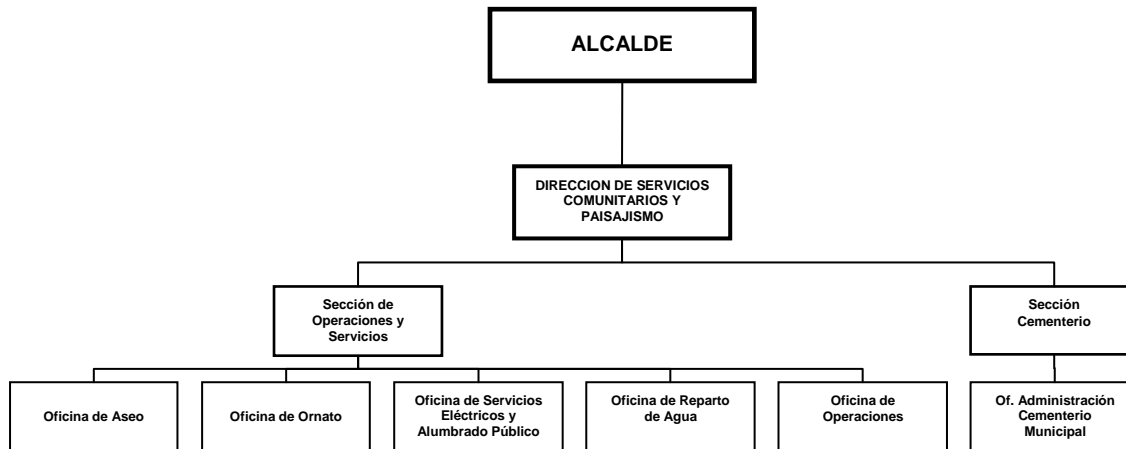 ALCALDE
DIRECCION DE SERVICIOS
COMUNITARIOS Y
PAISAJISMO
Sección de
Operaciones y
Servicios
Sección
Cementerio
Oficina de Aseo
Oficina de Ornato
Oficina de Servicios
Eléctricos y
Alumbrado Público
Oficina de Reparto
de Agua
Oficina de
Operaciones
Of. Administración
Cementerio
Municipal